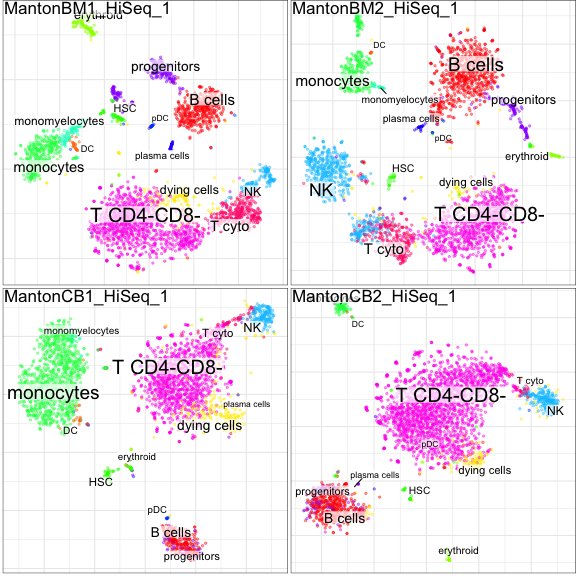 MantonBM1_HiSeq_1
erythroid
progenitors
B cells
HSC
monomyelocytes
pDC
DC
plasma cells
monocytes
dying cells
NK
T CD4-CD8-
T cyto
MantonBM2_HiSeq_1
DC
B cells
monocytes
monomyelocytes
progenitors
plasma cells
pDC
erythroid
HSC
NK
dying cells
T CD4-CD8-
T cyto
MantonCB1_HiSeq_1
monomyelocytes
T cyto
NK
T CD4-CD8-
monocytes
plasma cells
DC
dying cells
erythroid
HSC
pDC
B cells
progenitors
MantonCB2_HiSeq_1
DC
T cyto
T CD4-CD8-
NK
pDC
dying cells
plasma cells
progenitors
HSC
B cells
erythroid